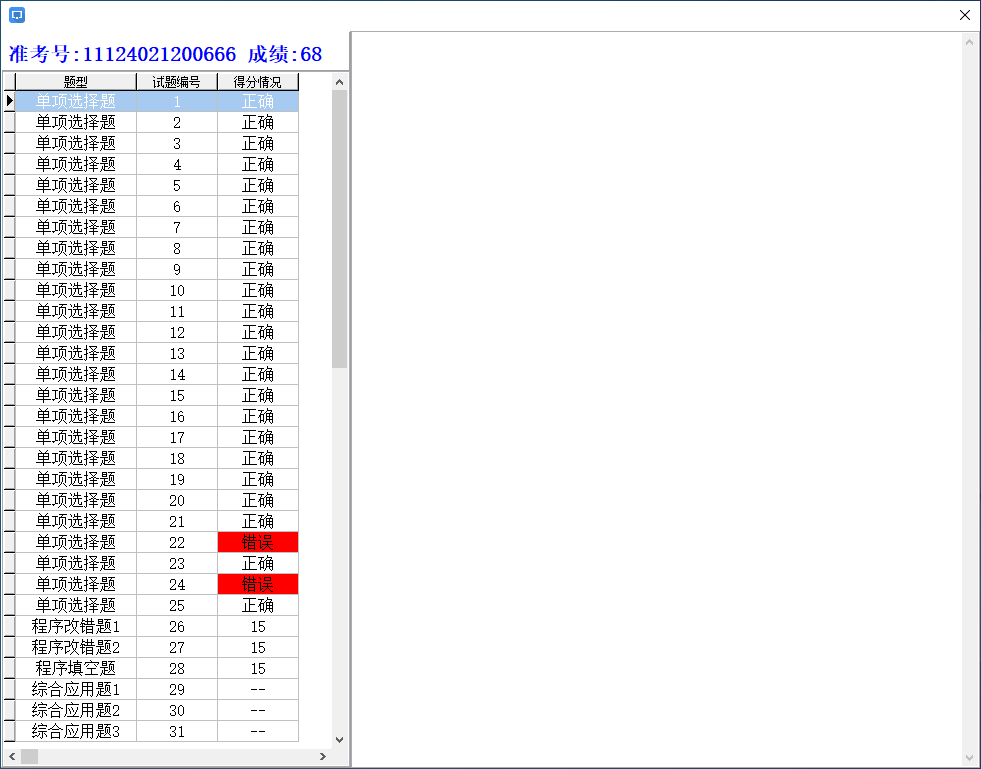 准考号:11124021200666 成绩:68
题型 试题编号 得分情况
单项选择题 1 正确
单项选择题 2 正确
单项选择题 3 正确
单项选择题 4 正确
单项选择题 5 正确
单项选择题 6 正确
单项选择题 7 正确
单项选择题 8 正确
单项选择题 9 正确
单项选择题 10 正确
单项选择题 11 正确
单项选择题 12 正确
单项选择题 13 正确
单项选择题 14 正确
单项选择题 15 正确
单项选择题 16 正确
单项选择题 17 正确
单项选择题 18 正确
单项选择题 19 正确
单项选择题 20 正确
单项选择题 21 正确
单项选择题 22 错误
单项选择题 23 正确
单项选择题 24 错误
单项选择题 25 正确
程序改错题1 26 15
程序改错题2 27 15
程序填空题 28 15
综合应用题1 29 --
综合应用题2 30 --
综合应用题3 31 --